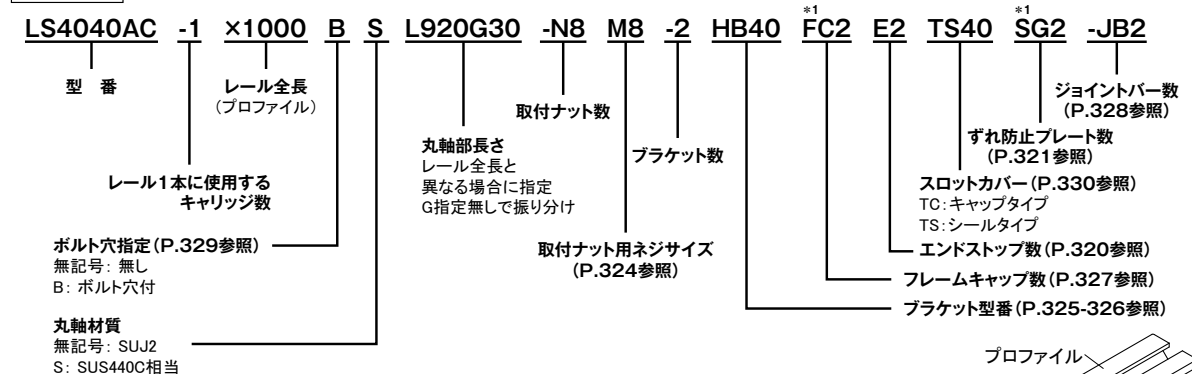 LS4040AC -1 ×1000 B S L920G30 -N8 M8 -2 HB40 *1 FC2 E2 TS40 *1 SG2 -JB2
型 番
レール全長
(プロファイル)
レール1本に使用する
キャリッジ数
ボルト穴指定(P.329参照)
無記号: 無し
B: ボルト穴付
丸軸材質
無記号: SUJ2
S: SUS440C相当
丸軸部長さ
レール全長と
異なる場合に指定
G指定無しで振り分け
取付ナット数
取付ナット用ネジサイズ
(P.324参照)
ブラケット数
ジョイントバー数
(P.328参照)
ずれ防止プレート数
(P.321参照)
スロットカバー(P.330参照)
TC:キャップタイプ
TS:シールタイプ
エンドストップ数(P.320参照)
フレームキャップ数(P.327参照)
ブラケット型番(P.325-326参照)
プロファイル